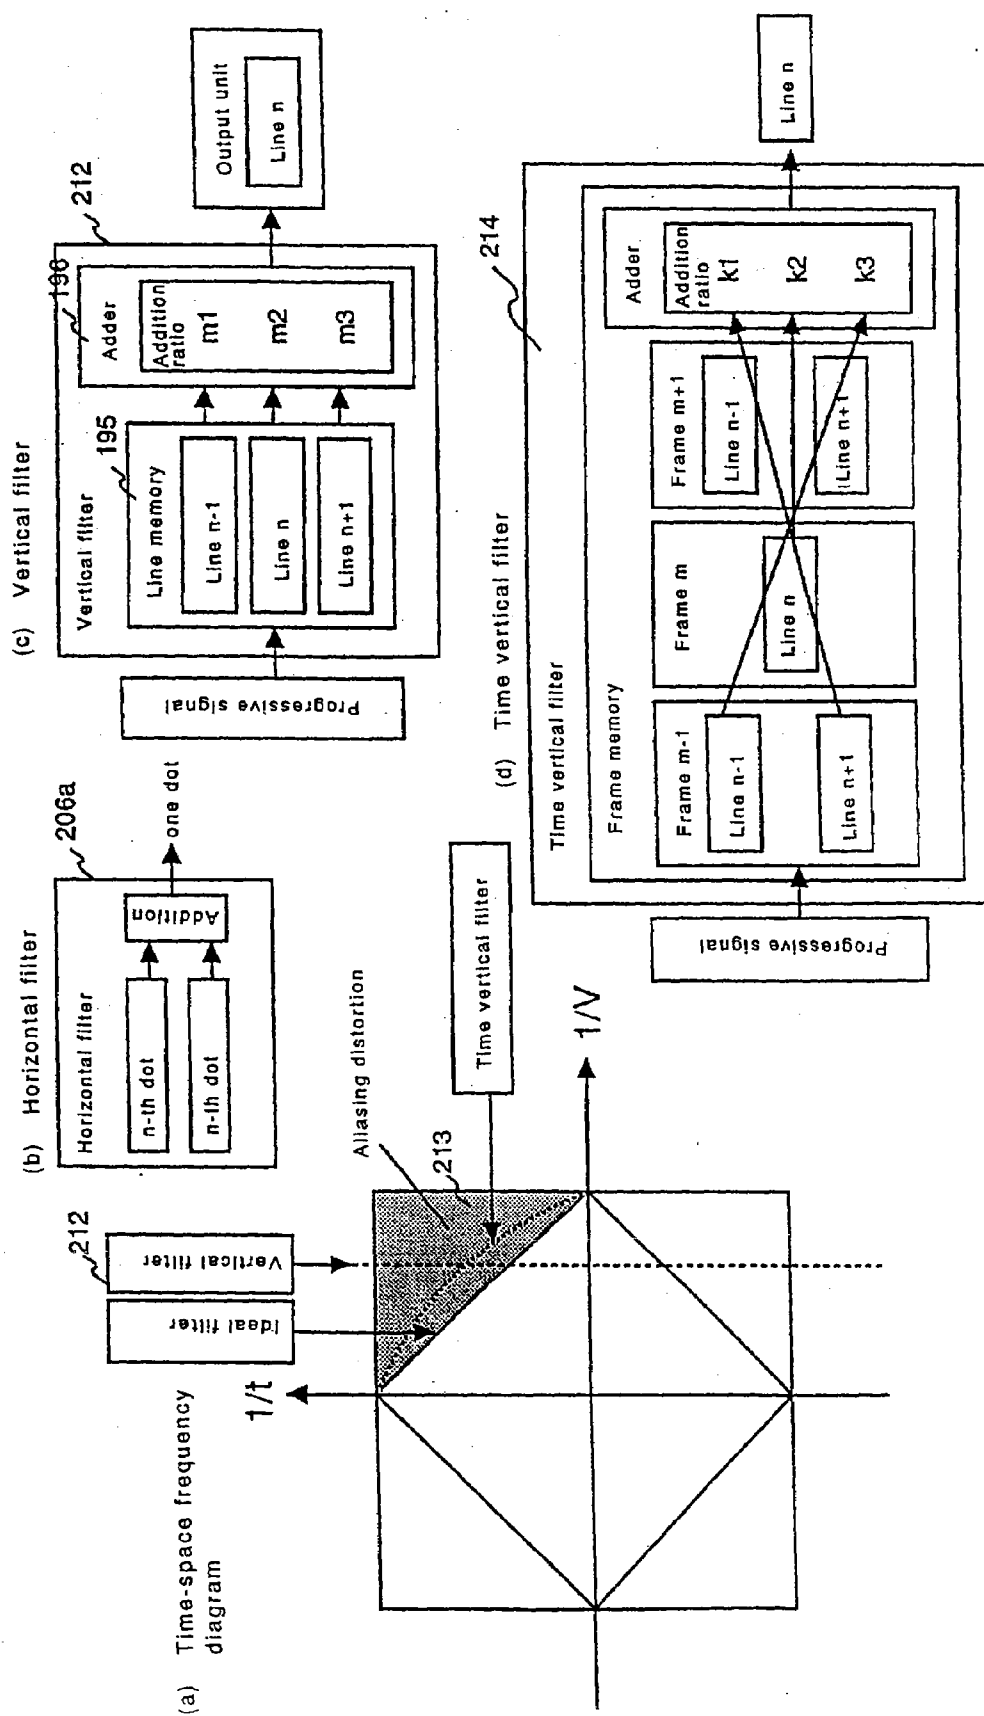 (a) Time-space frequency
diagram
1/t
1/V
Ideal filter
Vertical filter
212
Aliasing distortion
213
Time vertical filter
(b) Horizontal filter
Horizontal filter
206a
n-th dot
n-th dot
Addition
one dot
(c) Vertical filter
Progressive signal
Vertical filter
212
Line memory
195
Line n-1
Line n
Line n+1
196
Adder
Addition
ratio
m1
m2
m3
Output unit
Line n
(d) Time vertical filter
Progressive signal
Time vertical filter
214
Frame memory
Frame m-1
Line n-1
Line n+1
Frame m
Line n
Frame m+1
Line n-1
Line n+1
Adder
Addition
ratio
k1
k2
k3
Line n